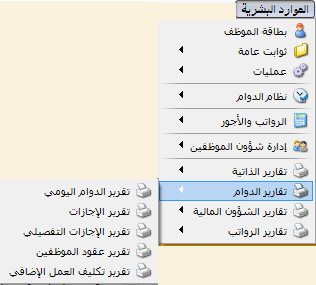 الموارد البشرية
بطاقة الموظف
ثوابت عامة
عمليات
نظام الدوام
الرواتب والأجور
إدارة شؤون الموظفين
تقارير الذاتية
تقارير الدوام
تقارير الشؤون المالية
تقارير الرواتب
تقرير الدوام اليومي
تقرير الإجازات
تقرير الإجازات التفصيلي
تقرير عقود الموظفين
تقرير تكليف العمل الإضافي